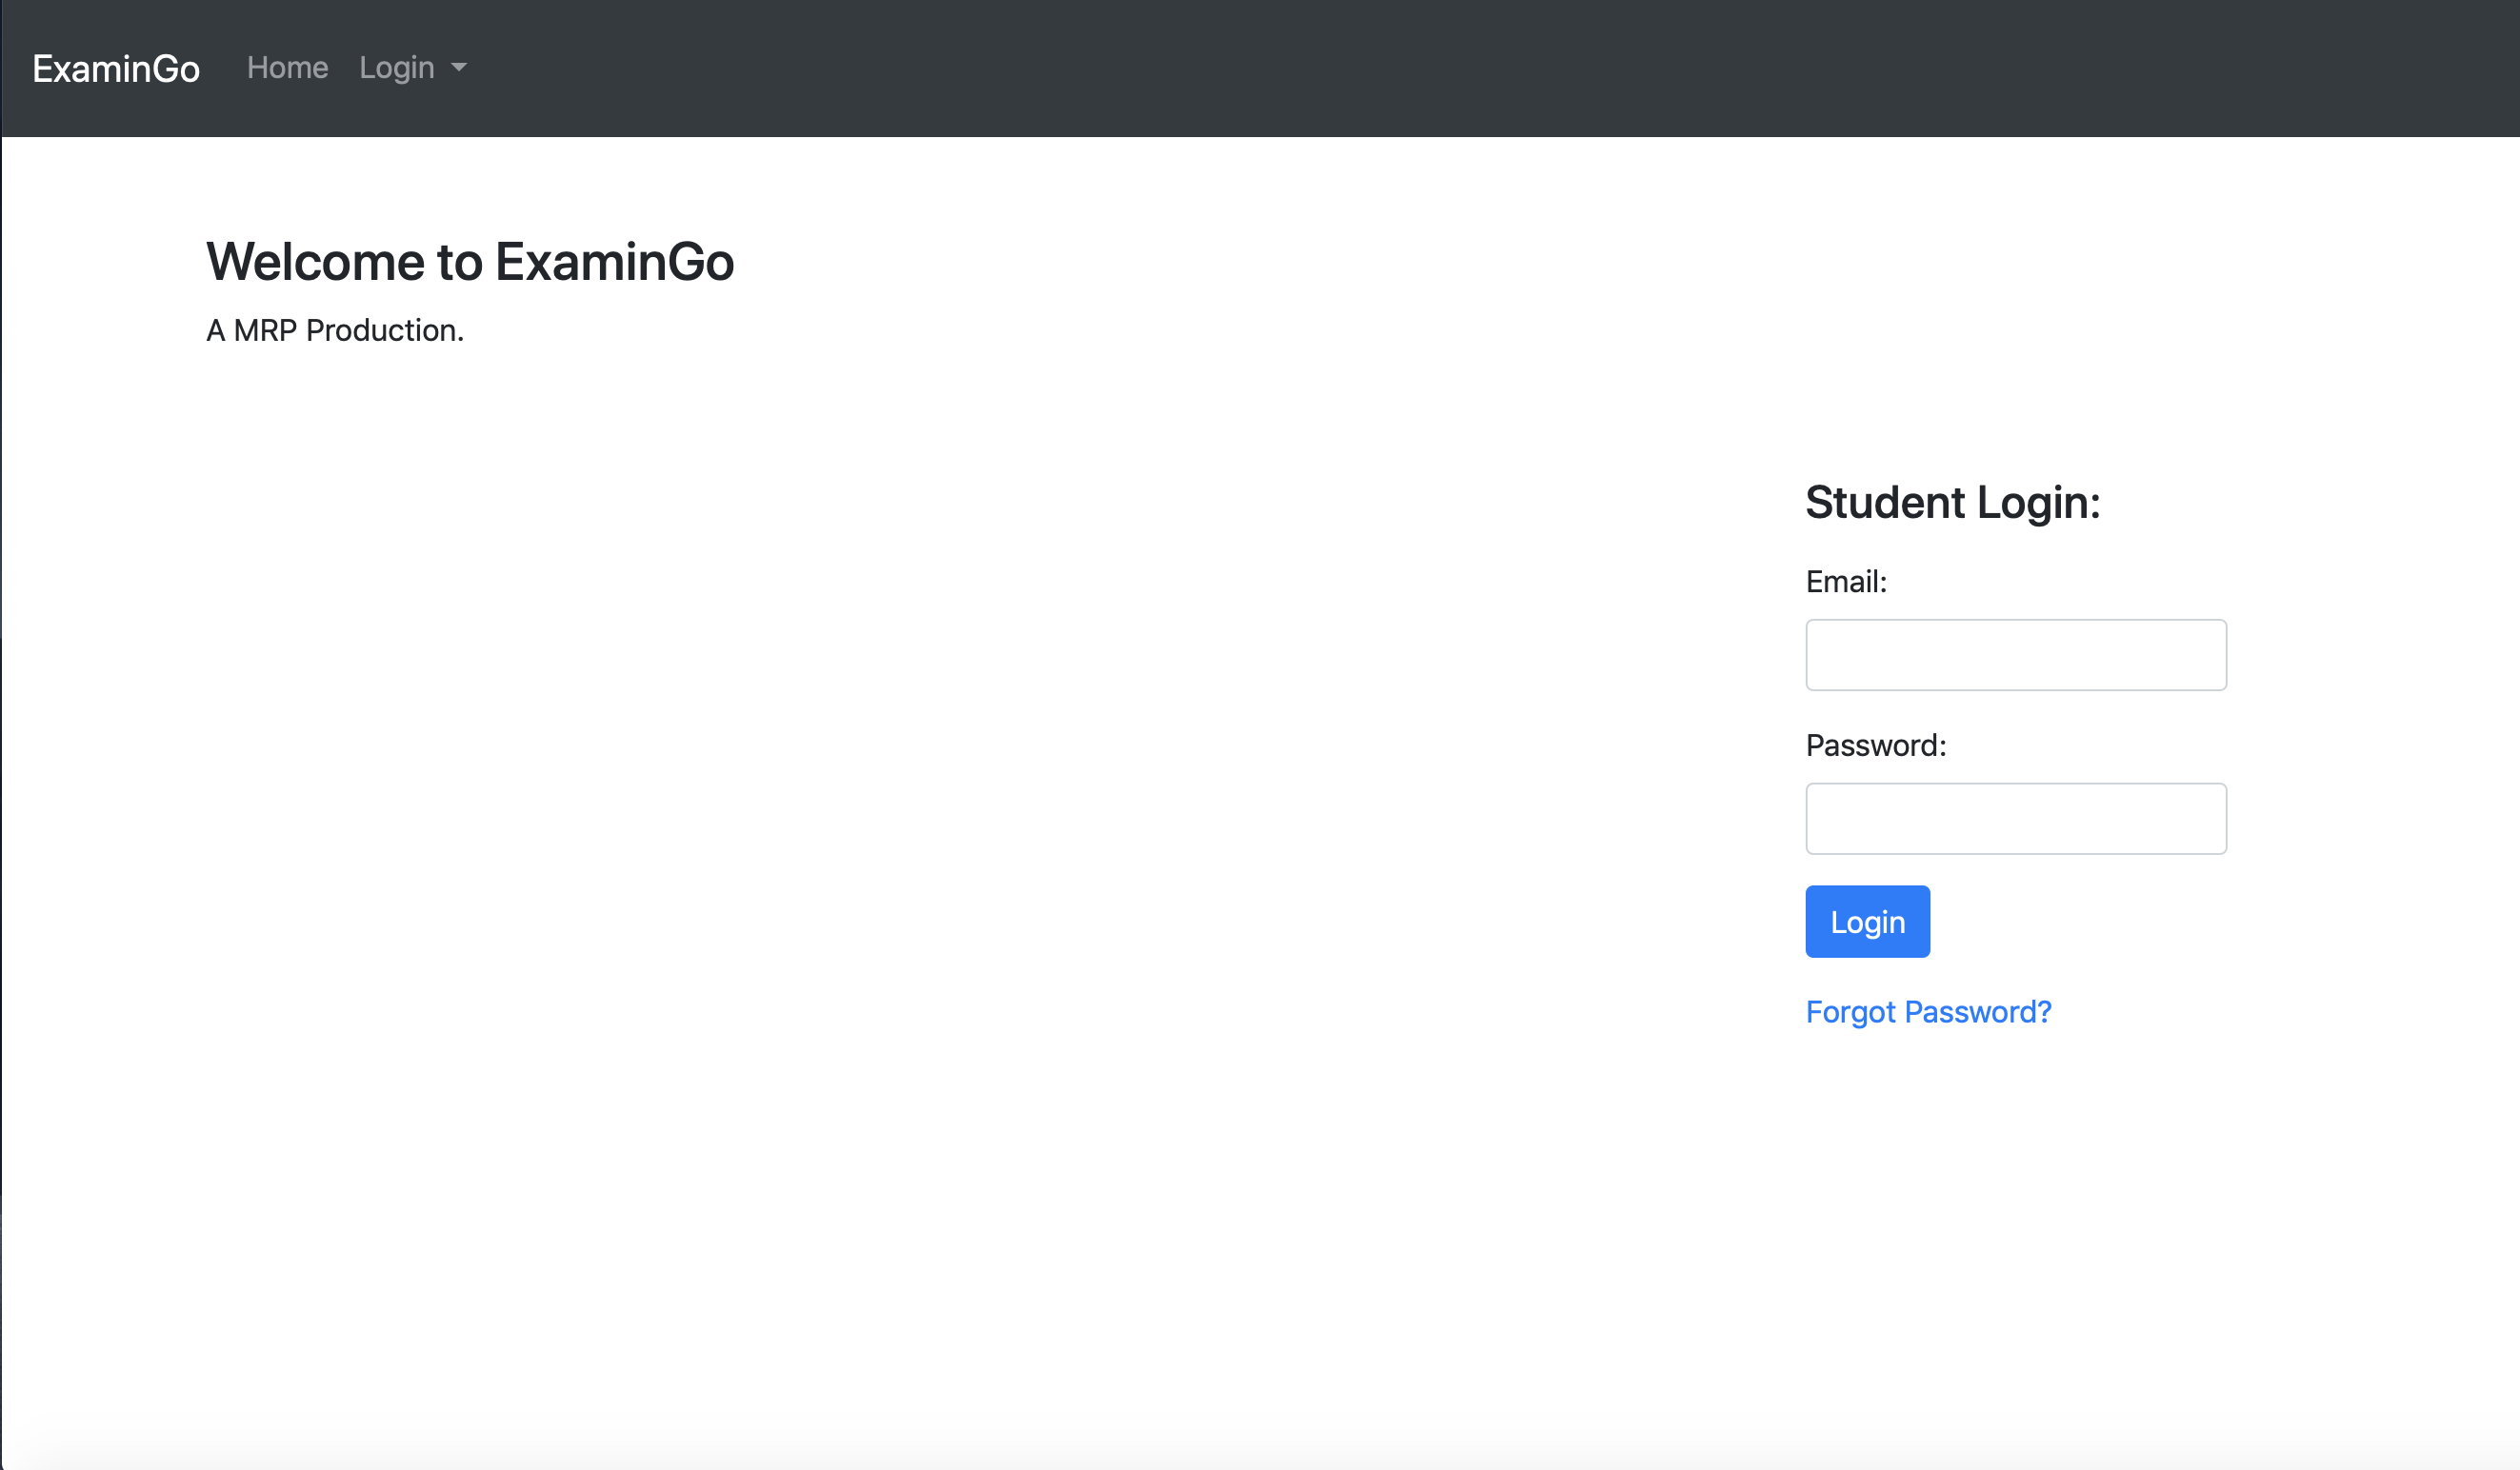 ExaminGo Home Login
Welcome to ExaminGo
A MRP Production.
Student Login:
Email:
Password:
Login
Forgot Password?